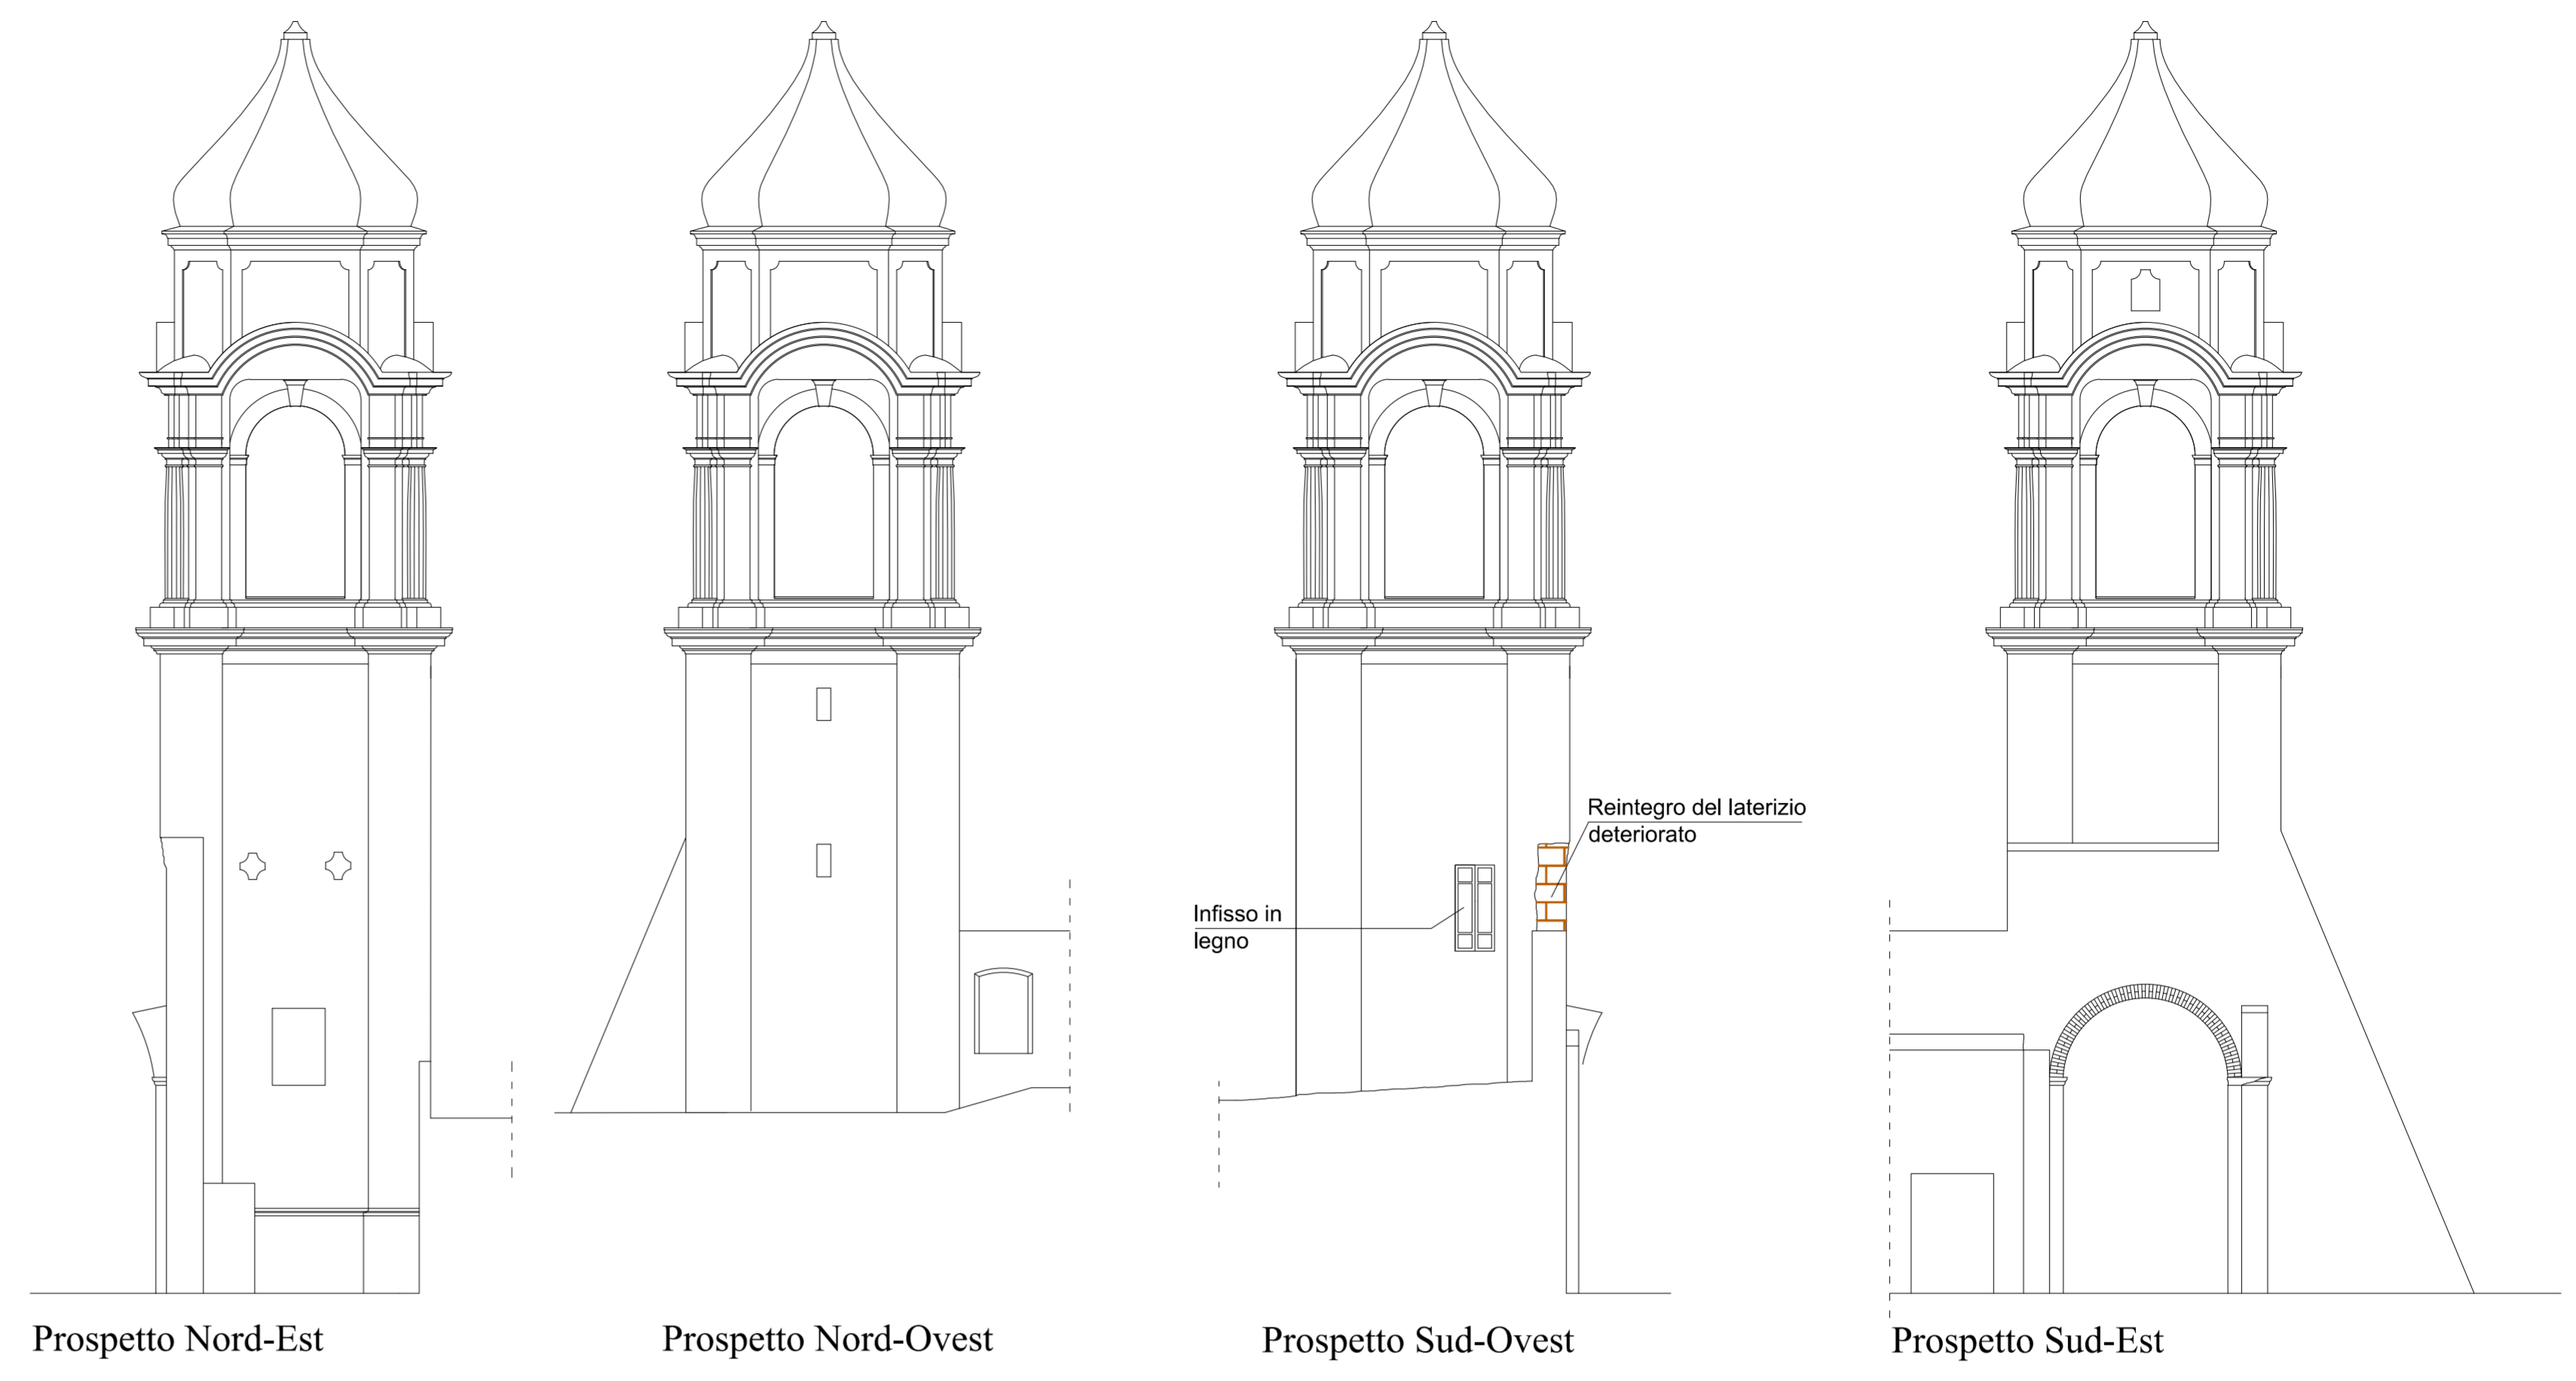 Reintegro del laterizio
deteriorato
Infisso in
legno
Prospetto Nord-Est
Prospetto Nord-Ovest
Prospetto Sud-Ovest
Prospetto Sud-Est